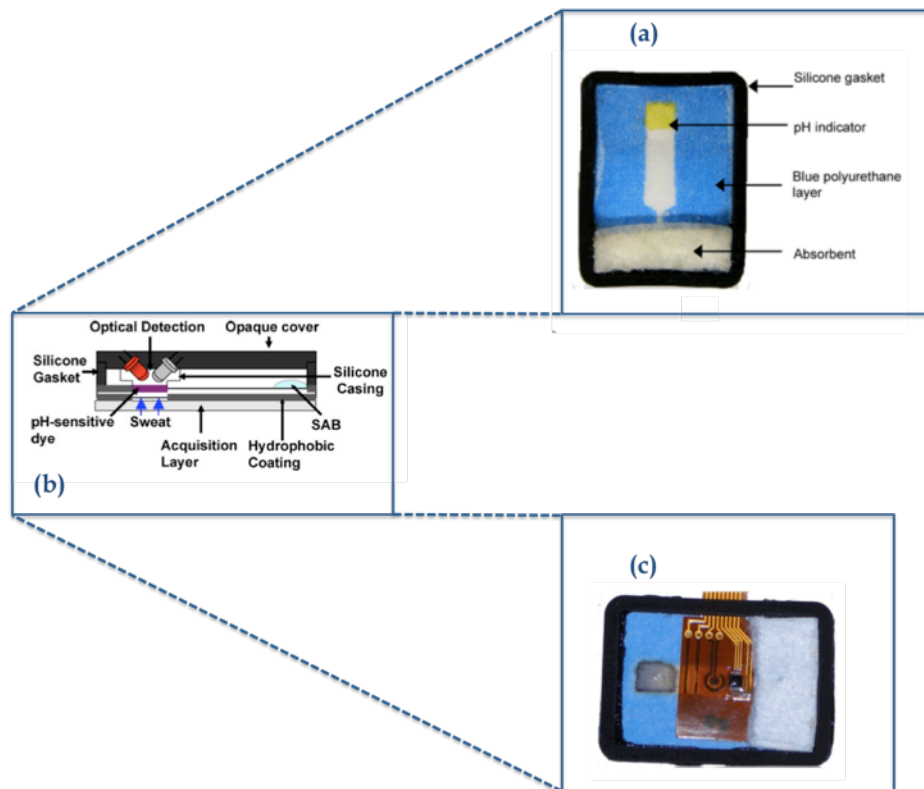 (a)
Silicone gasket
pH indicator
Blue polyurethane
layer
Absorbent
Optical Detection
Opaque cover
Silicone
Gasket
Silicone
Casing
pH-sensitive
dye
Sweat
SAB
Acquisition
Layer
Hydrophobic
Coating
(b)
(c)